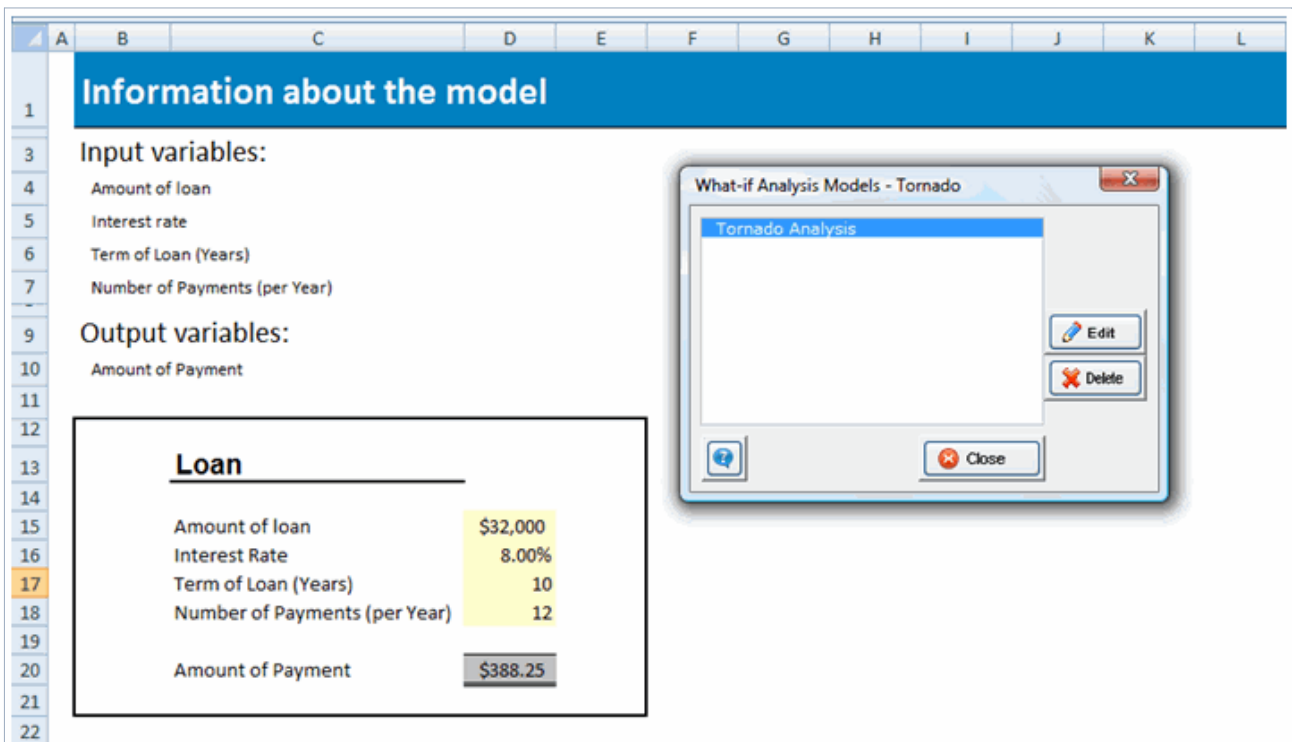 A B C D E F G H I J K L
1 Information about the model
3 Input variables:
4 Amount of loan
5 Interest rate
6 Term of Loan (Years)
7 Number of Payments (per Year)
9 Output variables:
10 Amount of Payment
11
12
13 Loan
14
15 Amount of loan $32,000
16 Interest Rate 8.00%
17 Term of Loan (Years) 10
18 Number of Payments (per Year) 12
19
20 Amount of Payment $388.25
21
22
What-if Analysis Models - Tornado
Tornado Analysis
Edit
Delete
? Close